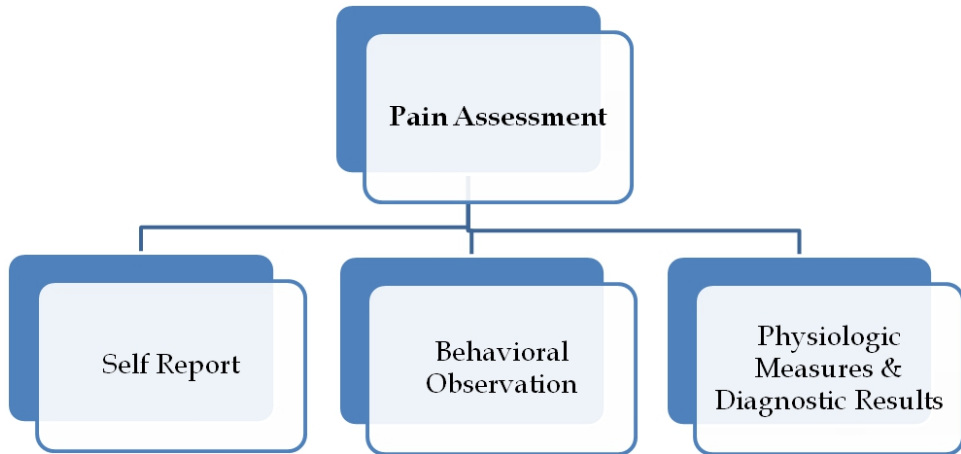 Pain Assessment
Self Report
Behavioral
Observation
Physiologic
Measures &
Diagnostic Results